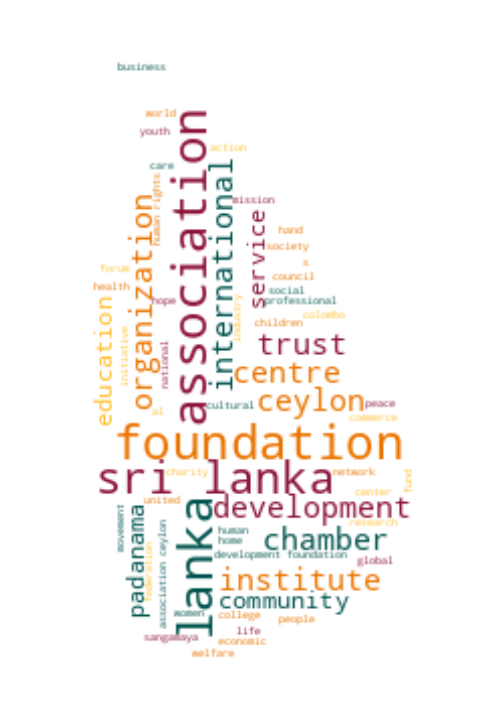 business
world
youth
association
action
care
international
human rights
mission
organization
service
hand
society
s
forum
council
health
hope
social
professional
education
industry
colombo
children
initiative
trust
national
centre
ceylon
al
cultural
peace
commerce
foundation
sri lanka
charity
network
fund
center
united
lanka
development
movement
padanama
research
association ceylon
human
home
chamber
federation
development foundation
global
institute
community
women
college
people
sangamaya
life
economic
welfare